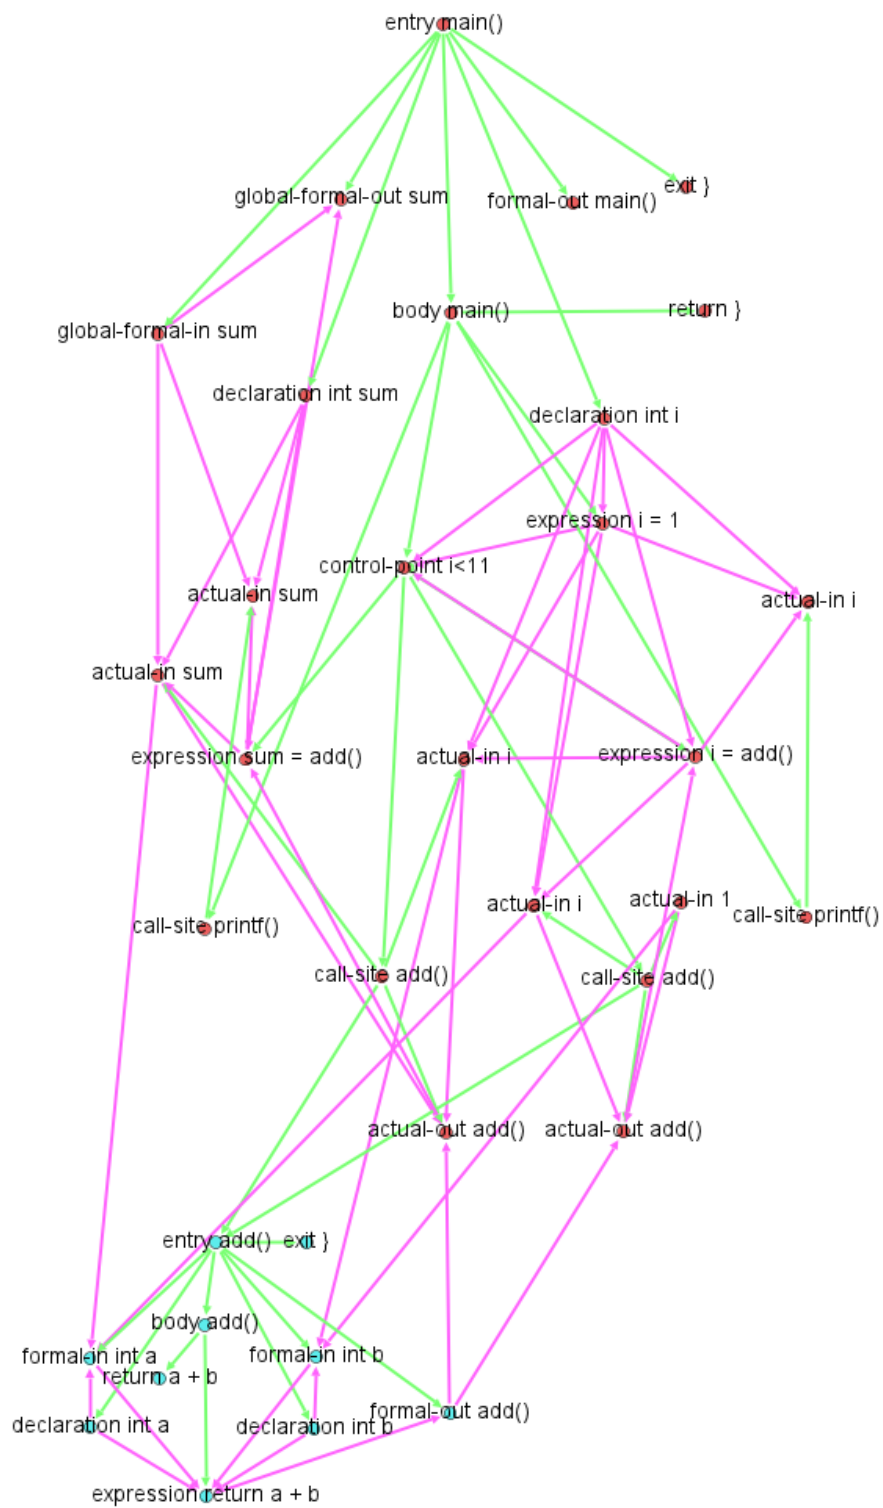 entry main()
exit }
global-formal-out sum
formal-out main()
body main()
return }
global-formal-in sum
declaration int sum
declaration int i
expression i = 1
control-point i<11
actual-in sum
actual-in i
actual-in sum
expression sum = add()
actual-in i
expression i = add()
actual-in i
actual-in 1
call-site printf()
call-site printf()
call-site add()
call-site add()
actual-out add()
actual-out add()
entry add()
exit }
body add()
formal-in int a
formal-in int b
return a + b
formal-out add()
declaration int a
declaration int b
expression return a + b